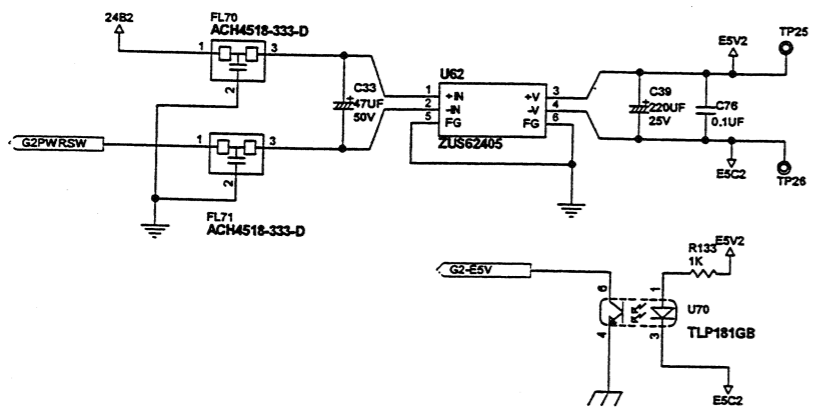 24B2
FL70
ACH4518-333-D
1
3
2
C33
47UF
50V
+
U62
1
+IN
+V
3
2
-IN
-V
4
5
FG
FG
6
ZUS62405
E5V2
TP25
C39
220UF
25V
+
C76
0.1UF
E5C2
TP26
G2PWRSW
1
3
2
FL71
ACH4518-333-D
G2-E5V
R133
1K
E5V2
6
1
U70
TLP181GB
4
3
E5C2